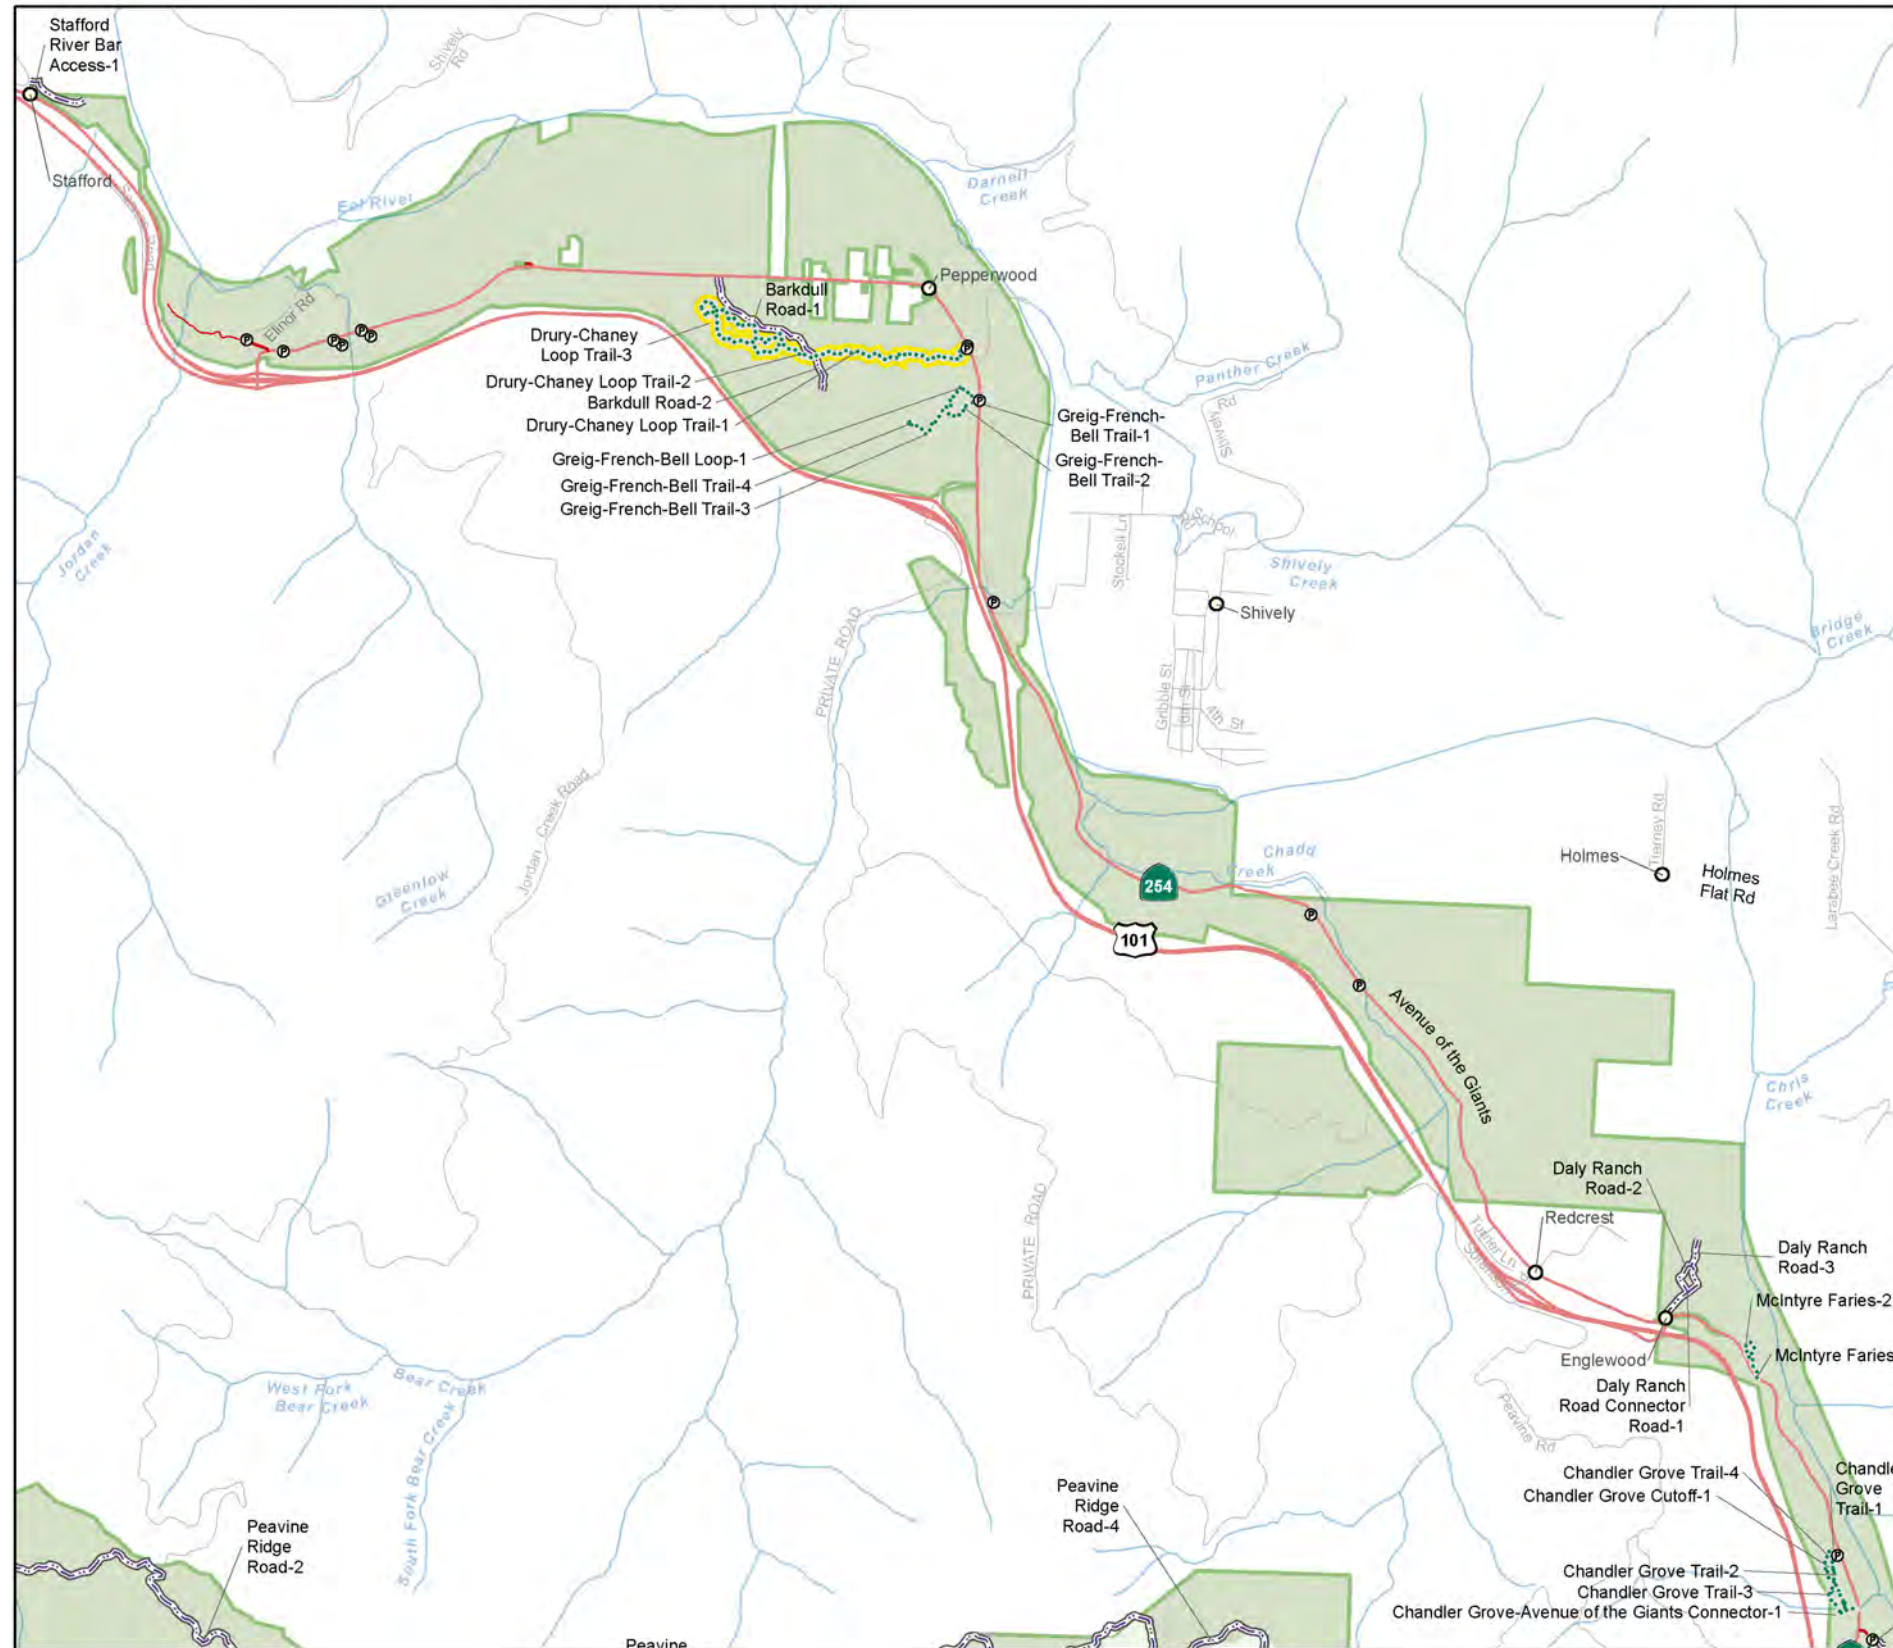 Stafford
River Bar
Access-1
Shively
Rd
Stafford
Eel River
Darnell
Creek
Pepperwood
Barkdull
Road-1
Elinor Rd
Drury-Chaney
Loop Trail-3
Drury-Chaney Loop Trail-2
Barkdull Road-2
Drury-Chaney Loop Trail-1
Greig-French-Bell Loop-1
Greig-French-Bell Trail-4
Greig-French-Bell Trail-3
Panther Creek
Shively
Rd
Greig-French-
Bell Trail-1
Greig-French-
Bell Trail-2
Jordan
Creek
Stockell Ln
School
Shively
Creek
Shively
Bridge
Creek
PRIVATE ROAD
Gribble St
6th St
4th St
Jordan Creek Road
Tierney Rd
Larabee Creek Rd
Holmes
Holmes
Flat Rd
Chadd
Creek
254
101
Greenlow
Creek
Avenue of the Giants
Chris
Creek
Daly Ranch
Road-2
PRIVATE ROAD
Redcrest
Turner Ln
Daly Ranch
Road-3
McIntyre Faries-2
McIntyre Faries
Englewood
Daly Ranch
Road Connector
Road-1
West Fork
Bear Creek
Bear Creek
South Fork Bear Creek
Peavine Rd
Chandler Grove Trail-4
Chandler Grove Cutoff-1
Chandle
Grove
Trail-1
Peavine
Ridge
Road-4
Peavine
Ridge
Road-2
Chandler Grove Trail-2
Chandler Grove Trail-3
Chandler Grove-Avenue of the Giants Connector-1
Peavine